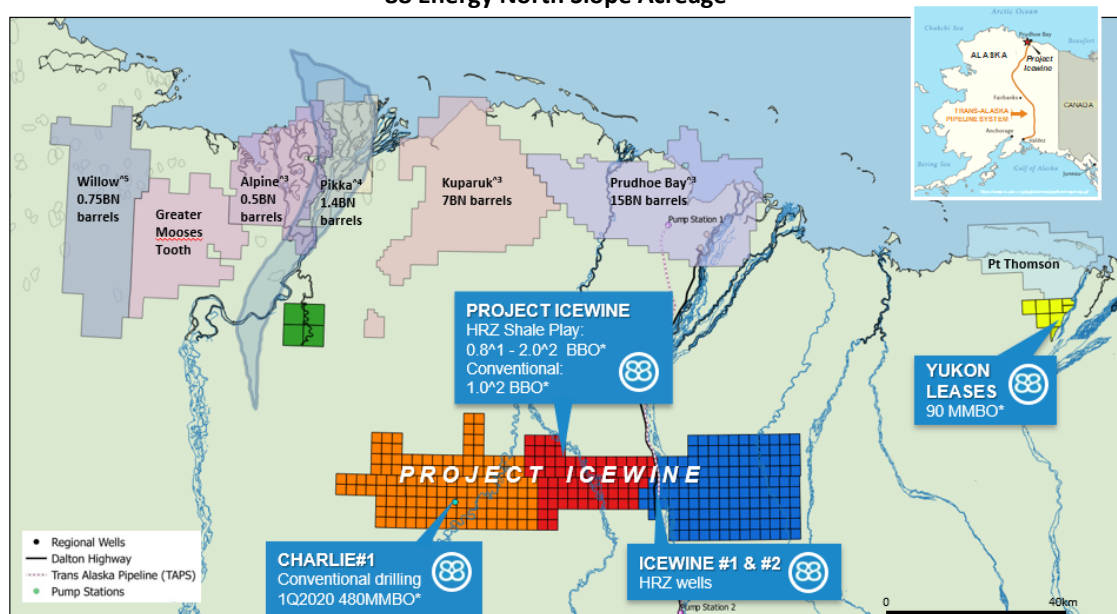 88 Energy North Slope Acreage
Arctic Ocean
Chukchi Sea
Prudhoe Bay
Beaufort
ALASKA
Project
Icewine
Fairbanks
TRANS-ALASKA
PIPELINE SYSTEM
CANADA
Anchorage
Valdez
Bering Sea
Gulf of Alaska
Juneau
Willow^5
0.75BN
barrels
Greater
Mooses
Tooth
Alpine^3
0.5BN
barrels
Pikka^4
1.4BN
barrels
Kuparuk^3
7BN barrels
Prudhoe Bay^3
15BN barrels
Pump Station 1
Pt Thomson
PROJECT ICEWINE
HRZ Shale Play:
0.8^1 - 2.0^2 BBO*
Conventional:
1.0^2 BBO*
88
YUKON
LEASES
90 MMBO*
88
PROJECT ICEWINE
CHARLIE#1
Conventional drilling
1Q2020 480MMBO*
88
ICEWINE #1 & #2
HRZ wells
88
Regional Wells
Dalton Highway
Trans Alaska Pipeline (TAPS)
Pump Stations
Pump Station 2
0 40km